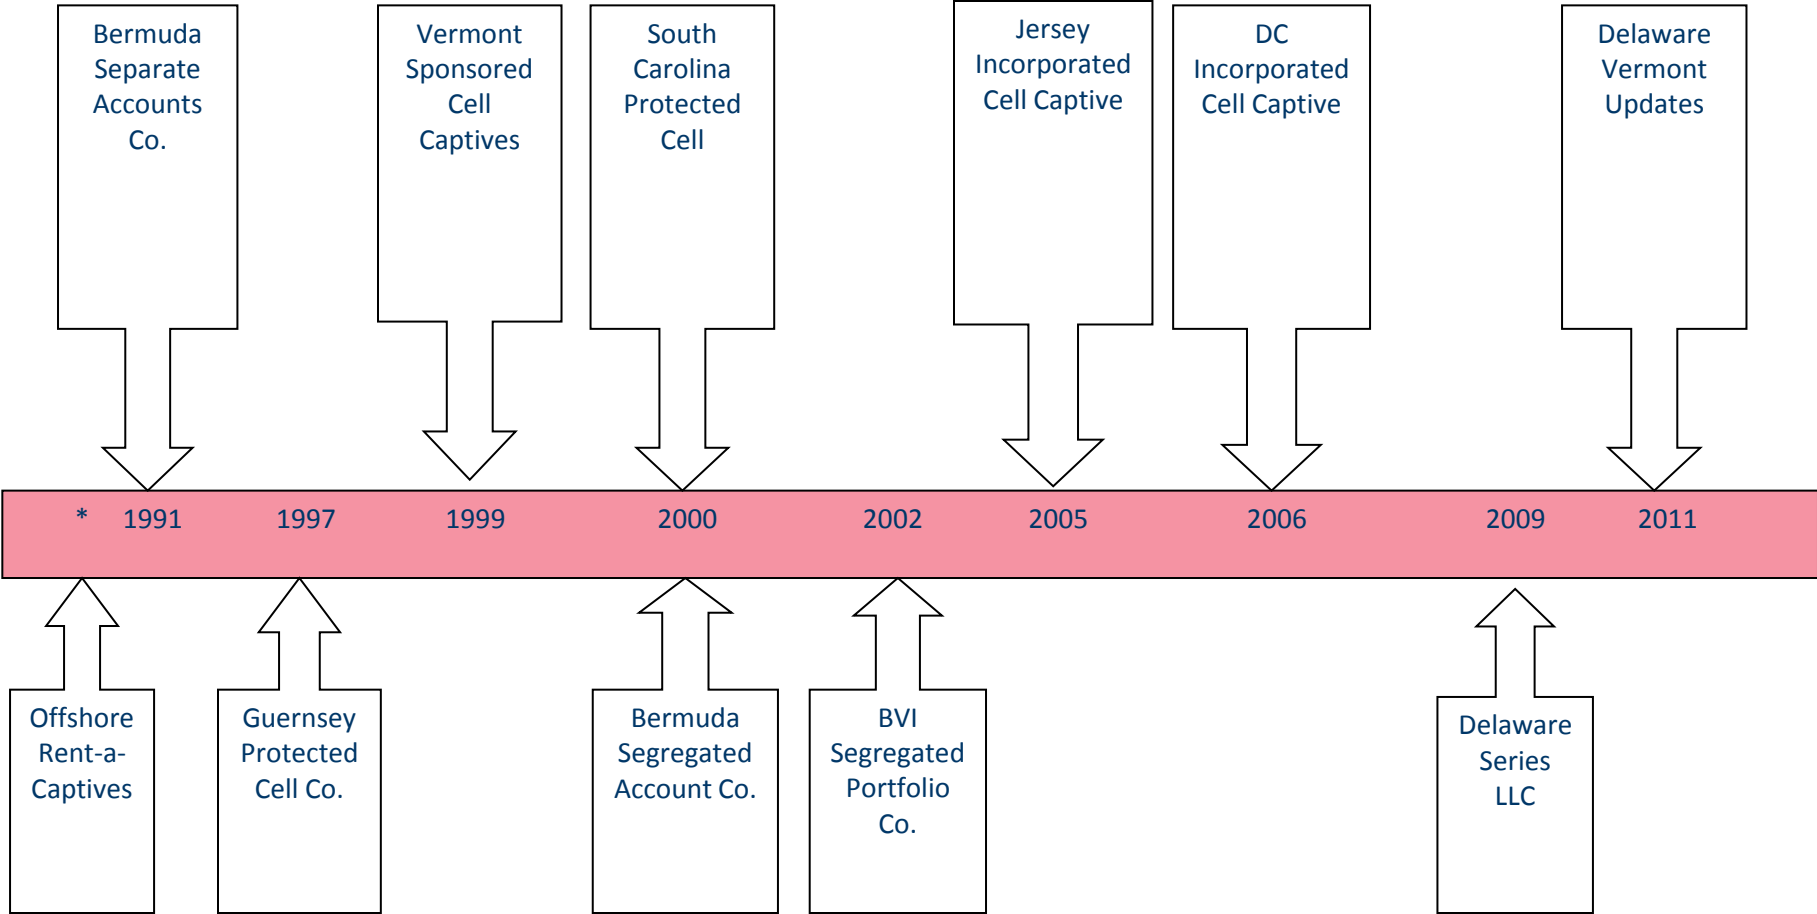 Bermuda
Separate
Accounts
Co.
Vermont
Sponsored
Cell
Captives
South
Carolina
Protected
Cell
Jersey
Incorporated
Cell Captive
DC
Incorporated
Cell Captive
Delaware
Vermont
Updates
* 1991 1997 1999 2000 2002 2005 2006 2009 2011
Offshore
Rent-a-
Captives
Guernsey
Protected
Cell Co.
Bermuda
Segregated
Account Co.
BVI
Segregated
Portfolio
Co.
Delaware
Series
LLC